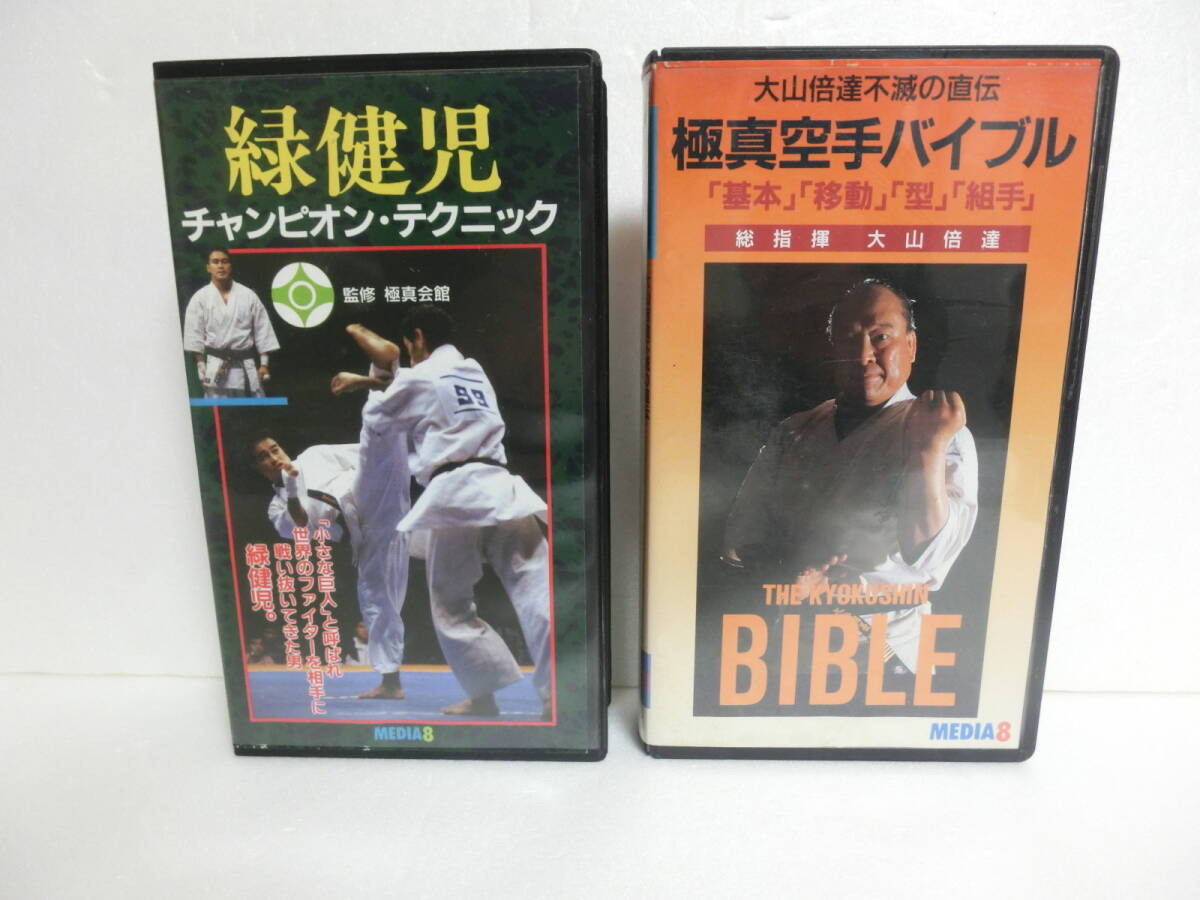 緑健児
チャンピオン・テクニック
監修 極真会館
99
「小さな巨人」と呼ばれ
世界のファイターを相手に
戦い抜いてきた男
緑健児。
MEDIA8
大山倍達不滅の直伝
極真空手バイブル
「基本」「移動」「型」「組手」
総指揮 大山倍達
THE KYOKUSHIN
BIBLE
MEDIA8